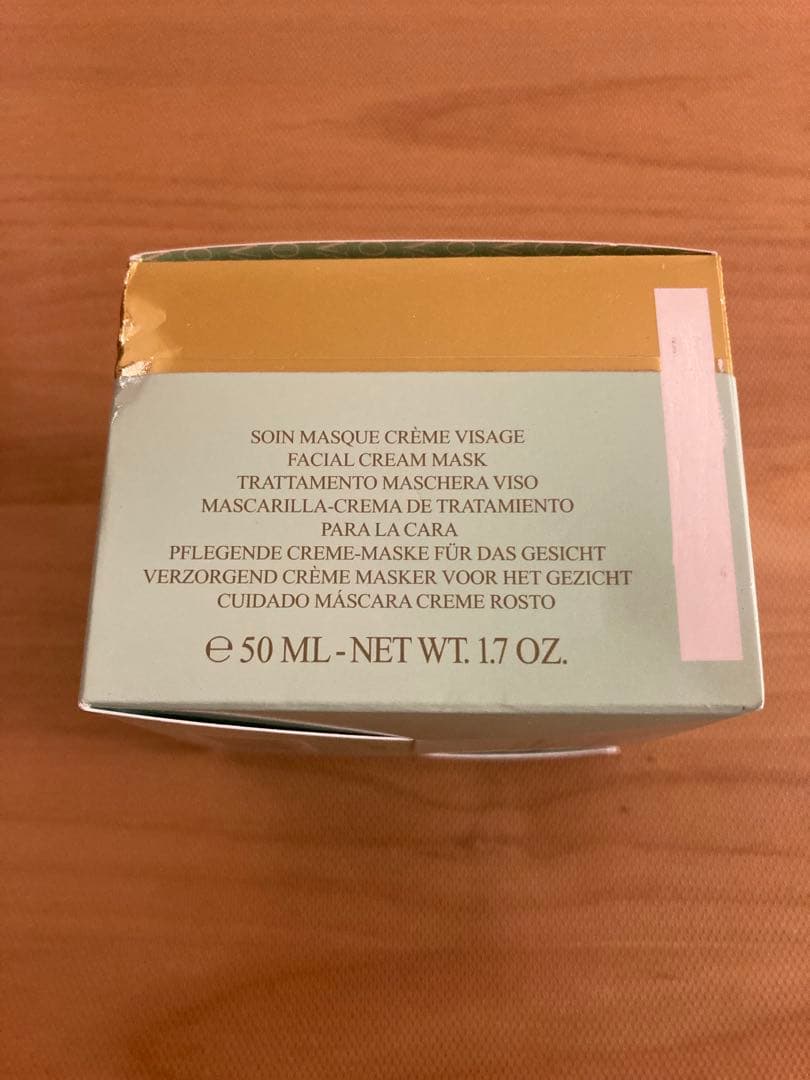 SOIN MASQUE CRÈME VISAGE
FACIAL CREAM MASK
TRATTAMENTO MASCHERA VISO
MASCARILLA-CREMA DE TRATAMIENTO
PARA LA CARA
PFLEGENDE CREME-MASKE FÜR DAS GESICHT
VERZORGEND CRÈME MASKER VOOR HET GEZICHT
CUIDADO MÁSCARA CREME ROSTO
℮ 50 ML - NET WT. 1.7 OZ.